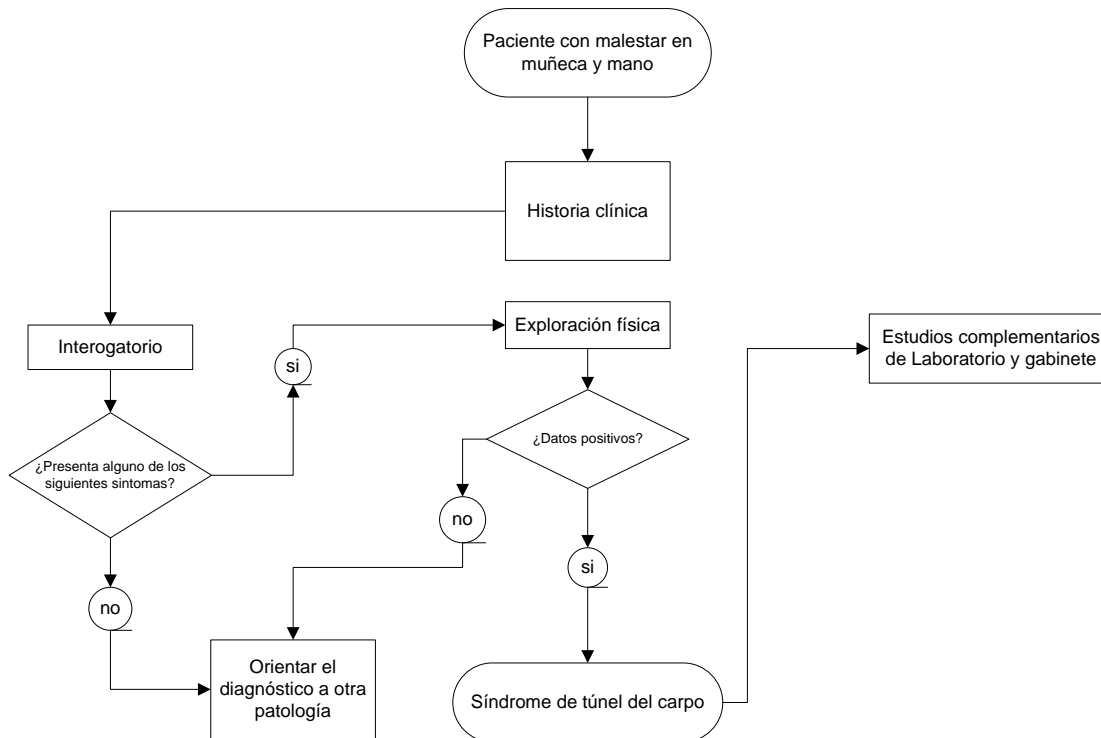 Paciente con malestar en
muñeca y mano
Historia clínica
Interogatorio
¿Presenta alguno de los
siguientes sintomas?
si
no
Exploración física
¿Datos positivos?
no
si
Orientar el
diagnóstico a otra
patología
Síndrome de túnel del carpo
Estudios complementarios
de Laboratorio y gabinete